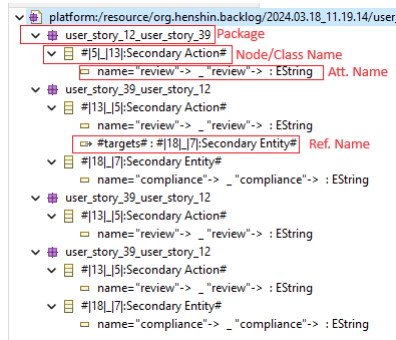 platform:/resource/org.henshin.backlog/2024.03.18_11.19.14/user_
user_story_12_user_story_39 Package
#|5|_|13|:Secondary Action# Node/Class Name
name="review"-> _ "review"-> : EString Att. Name
user_story_39_user_story_12
#|13|_|5|:Secondary Action#
name="review"-> _ "review"-> : EString
#targets# : #|18|_|7|:Secondary Entity# Ref. Name
#|18|_|7|:Secondary Entity#
name="compliance"-> _ "compliance"-> : EString
user_story_39_user_story_12
#|13|_|5|:Secondary Action#
name="review"-> _ "review"-> : EString
user_story_39_user_story_12
#|13|_|5|:Secondary Action#
name="review"-> _ "review"-> : EString
#|18|_|7|:Secondary Entity#
name="compliance"-> _ "compliance"-> : EString